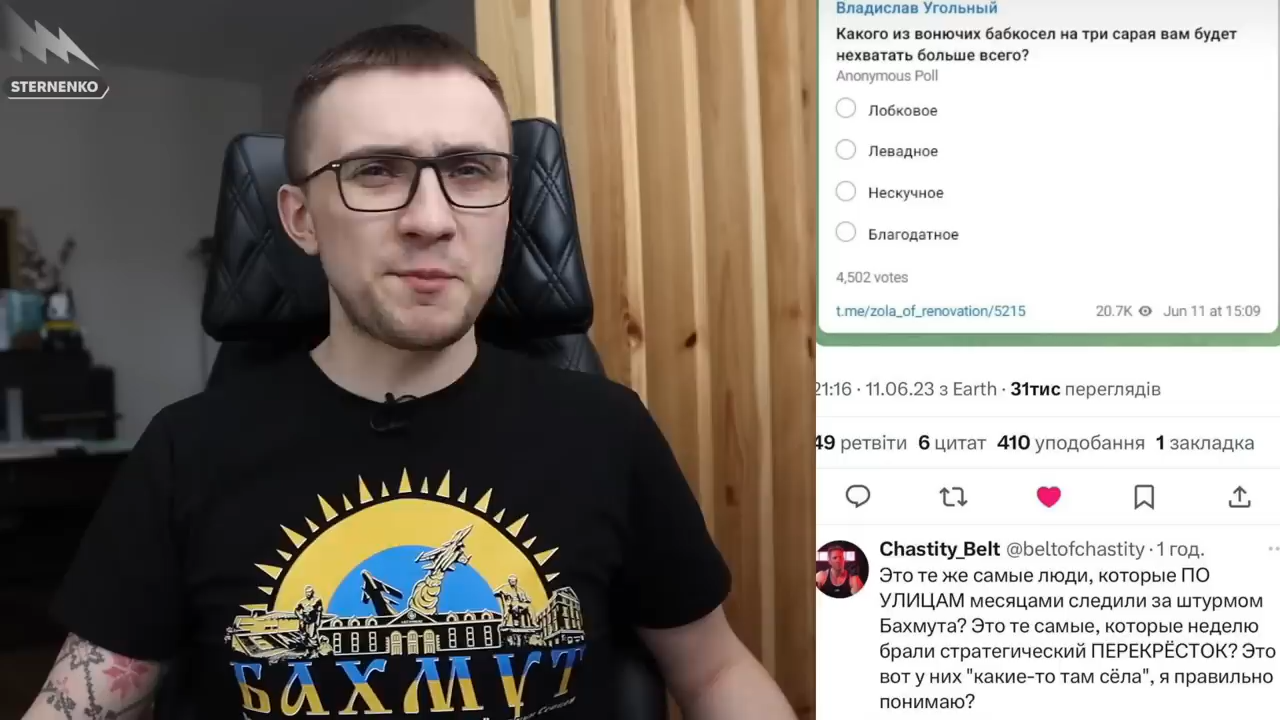 STERNENKO
БАХМУТ
Владислав Угольный
Какого из вонючих бабкосел на три сарая вам будет
нехватать больше всего?
Anonymous Poll
Лобковое
Левадное
Нескучное
Благодатное
4,502 votes
t.me/zola_of_renovation/5215 20.7K Jun 11 at 15:09
21:16 · 11.06.23 з Earth · 31тис переглядів
49 ретвіти 6 цитат 410 уподобання 1 закладка
Chastity_Belt @beltofchastity · 1 год.
Это те же самые люди, которые ПО
УЛИЦАМ месяцами следили за штурмом
Бахмута? Это те самые, которые неделю
брали стратегический ПЕРЕКРЁСТОК? Это
вот у них "какие-то там сёла", я правильно
понимаю?